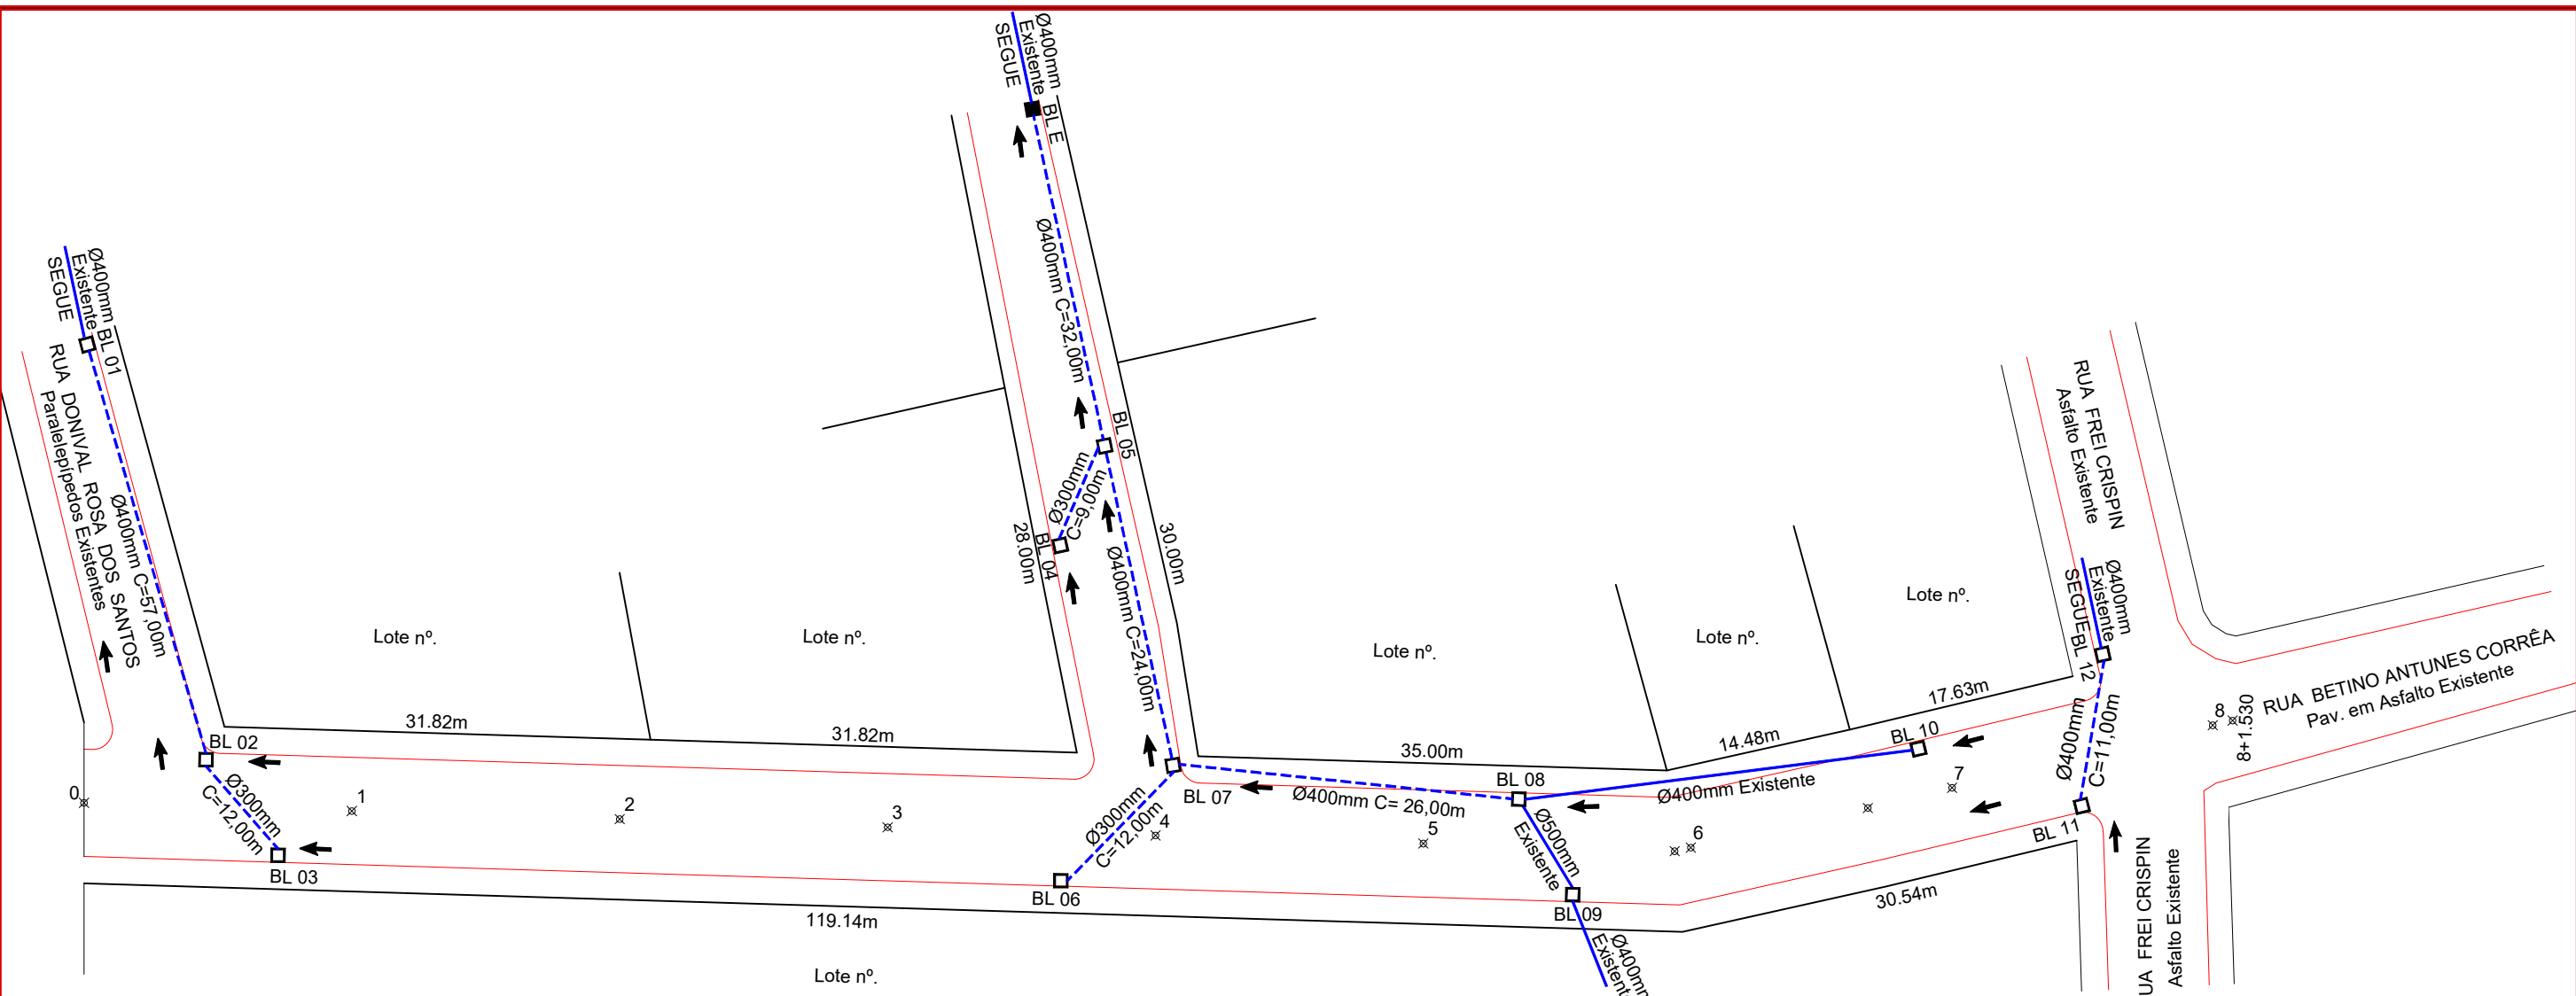 Ø400mm
Existente
SEGUE
BL E
Ø400mm C=32,00m
BL 05
Ø300mm
C=9,00m
BL 04
28.00m
30.00m
Ø400mm C=24,00m
Ø400mm
Existente
SEGUE
BL 01
RUA DONIVAL ROSA DOS SANTOS
Paralelepípedos Existentes
Ø400mm C=57,00m
Lote nº.
Lote nº.
Lote nº.
Lote nº.
Lote nº.
31.82m
31.82m
35.00m
14.48m
17.63m
BL 02
Ø300mm
C=12,00m
BL 03
0
1
2
3
4
5
6
7
8
8+1.530
Ø300mm
C=12,00m
BL 06
BL 07
Ø400mm C= 26,00m
BL 08
Ø400mm Existente
BL 10
Ø500mm
Existente
BL 09
Ø400mm
RUA FREI CRISPIN
Asfalto Existente
Ø400mm
Existente
SEGUE
BL 12
Ø400mm
C=11,00m
BL 11
RUA BETINO ANTUNES CORRÊA
Pav. em Asfalto Existente
UA FREI CRISPIN
Asfalto Existente
30.54m
119.14m
Lote nº.